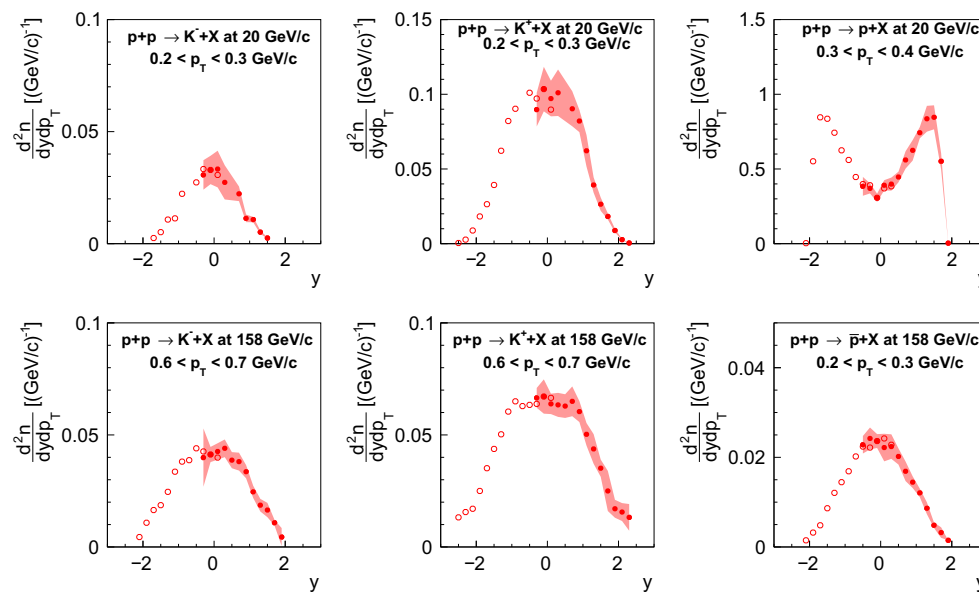 p+p → K⁻+X at 20 GeV/c
0.2 < p_T < 0.3 GeV/c
d²n/dydp_T [(GeV/c)⁻¹]
0.1
0.05
0
−2 0 2
y
p+p → K⁺+X at 20 GeV/c
0.2 < p_T < 0.3 GeV/c
d²n/dydp_T [(GeV/c)⁻¹]
0.15
0.1
0.05
0
−2 0 2
y
p+p → p+X at 20 GeV/c
0.3 < p_T < 0.4 GeV/c
d²n/dydp_T [(GeV/c)⁻¹]
1.5
1
0.5
0
−2 0 2
y
p+p → K⁻+X at 158 GeV/c
0.6 < p_T < 0.7 GeV/c
d²n/dydp_T [(GeV/c)⁻¹]
0.1
0.05
0
−2 0 2
y
p+p → K⁺+X at 158 GeV/c
0.6 < p_T < 0.7 GeV/c
d²n/dydp_T [(GeV/c)⁻¹]
0.1
0.05
0
−2 0 2
y
p+p → p̅+X at 158 GeV/c
0.2 < p_T < 0.3 GeV/c
d²n/dydp_T [(GeV/c)⁻¹]
0.04
0.02
0
−2 0 2
y